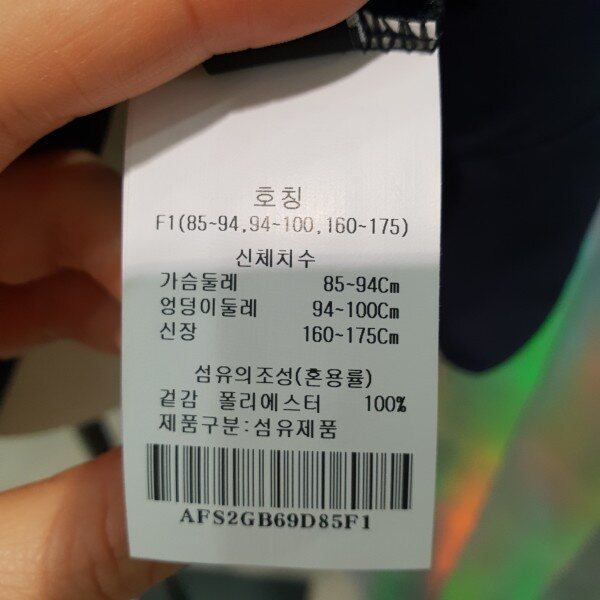 호칭
F1(85~94,94~100,160~175)
신체치수
가슴둘레 85~94Cm
엉덩이둘레 94~100Cm
신장 160~175Cm
섬유의조성(혼용률)
겉감 폴리에스터 100%
제품구분:섬유제품
AFS2GB69D85F1